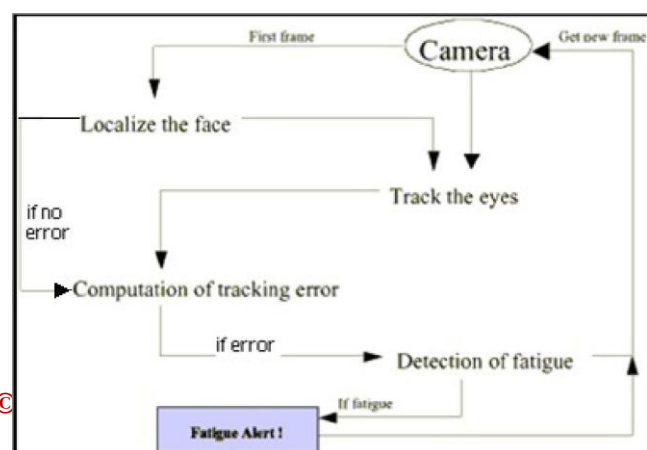 First frame
Camera
Get new frame
Localize the face
Track the eyes
if no
error
Computation of tracking error
if error
Detection of fatigue
©
If fatigue
Fatigue Alert !